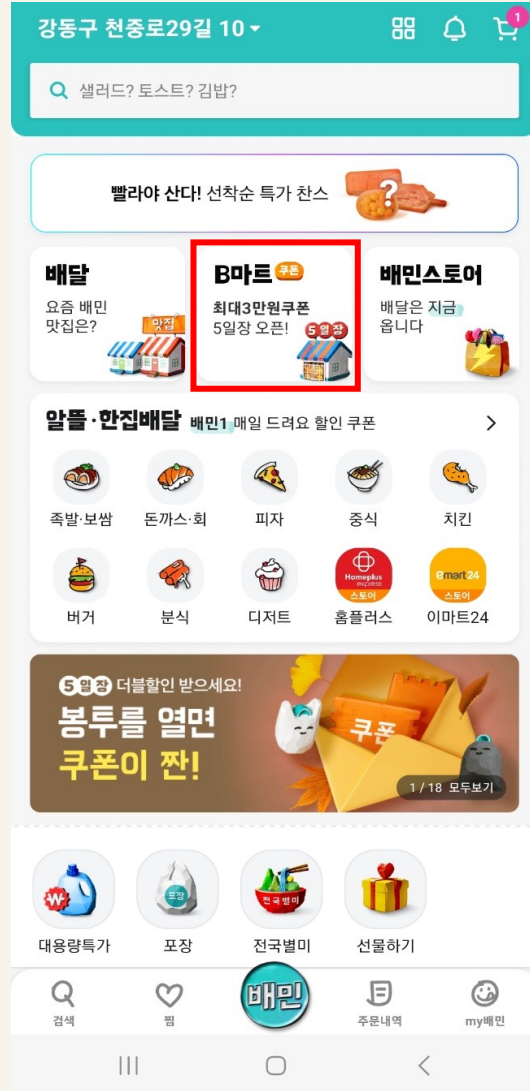 강동구 천중로29길 10
1
샐러드? 토스트? 김밥?
빨라야 산다! 선착순 특가 찬스
?
배달
요즘 배민
맛집은?
맛집
B마트 쿠폰
최대3만원쿠폰
5일장 오픈!
5일장
배민스토어
배달은 지금
옵니다
알뜰·한집배달 배민1 매일 드려요 할인 쿠폰
족발·보쌈 돈까스·회 피자 중식 치킨
Homeplus
express
스토어
emart24
스토어
버거 분식 디저트 홈플러스 이마트24
5일장 더블할인 받으세요!
봉투를 열면
쿠폰이 짠!
쿠폰
1 / 18 모두보기
W
포장
전국별미
대용량특가 포장 전국별미 선물하기
배민
검색 찜 주문내역 my배민